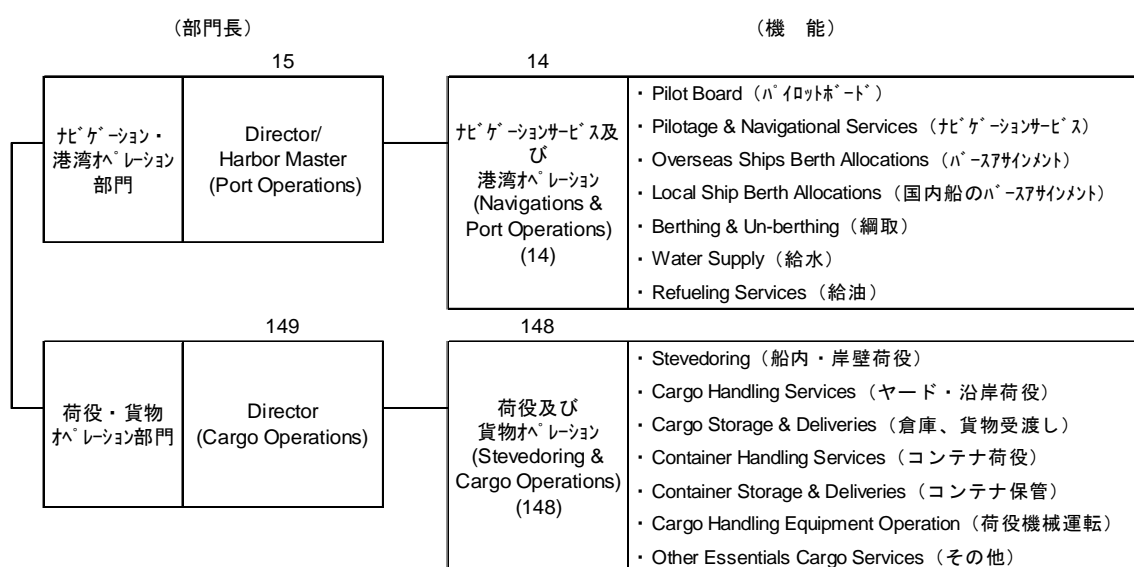 （部門長）
（機　能）
15
14
ﾅﾋﾞｹﾞｰｼｮﾝ・
港湾ｵﾍﾟﾚｰｼｮﾝ
部門
Director/
Harbor Master
(Port Operations)
ﾅﾋﾞｹﾞｰｼｮﾝｻｰﾋﾞｽ及
び
港湾ｵﾍﾟﾚｰｼｮﾝ
(Navigations &
Port Operations)
(14)
・Pilot Board（ﾊﾟｲﾛｯﾄﾎﾞｰﾄﾞ）
・Pilotage & Navigational Services（ﾅﾋﾞｹﾞｰｼｮﾝｻｰﾋﾞｽ）
・Overseas Ships Berth Allocations（ﾊﾞｰｽｱｻｲﾝﾒﾝﾄ）
・Local Ship Berth Allocations（国内船のﾊﾞｰｽｱｻｲﾝﾒﾝﾄ）
・Berthing & Un-berthing（綱取）
・Water Supply（給水）
・Refueling Services（給油）
149
148
荷役・貨物
ｵﾍﾟﾚｰｼｮﾝ部門
Director
(Cargo Operations)
荷役及び
貨物ｵﾍﾟﾚｰｼｮﾝ
(Stevedoring &
Cargo Operations)
(148)
・Stevedoring（船内・岸壁荷役）
・Cargo Handling Services（ヤード・沿岸荷役）
・Cargo Storage & Deliveries（倉庫、貨物受渡し）
・Container Handling Services（コンテナ荷役）
・Container Storage & Deliveries（コンテナ保管）
・Cargo Handling Equipment Operation（荷役機械運転）
・Other Essentials Cargo Services（その他）